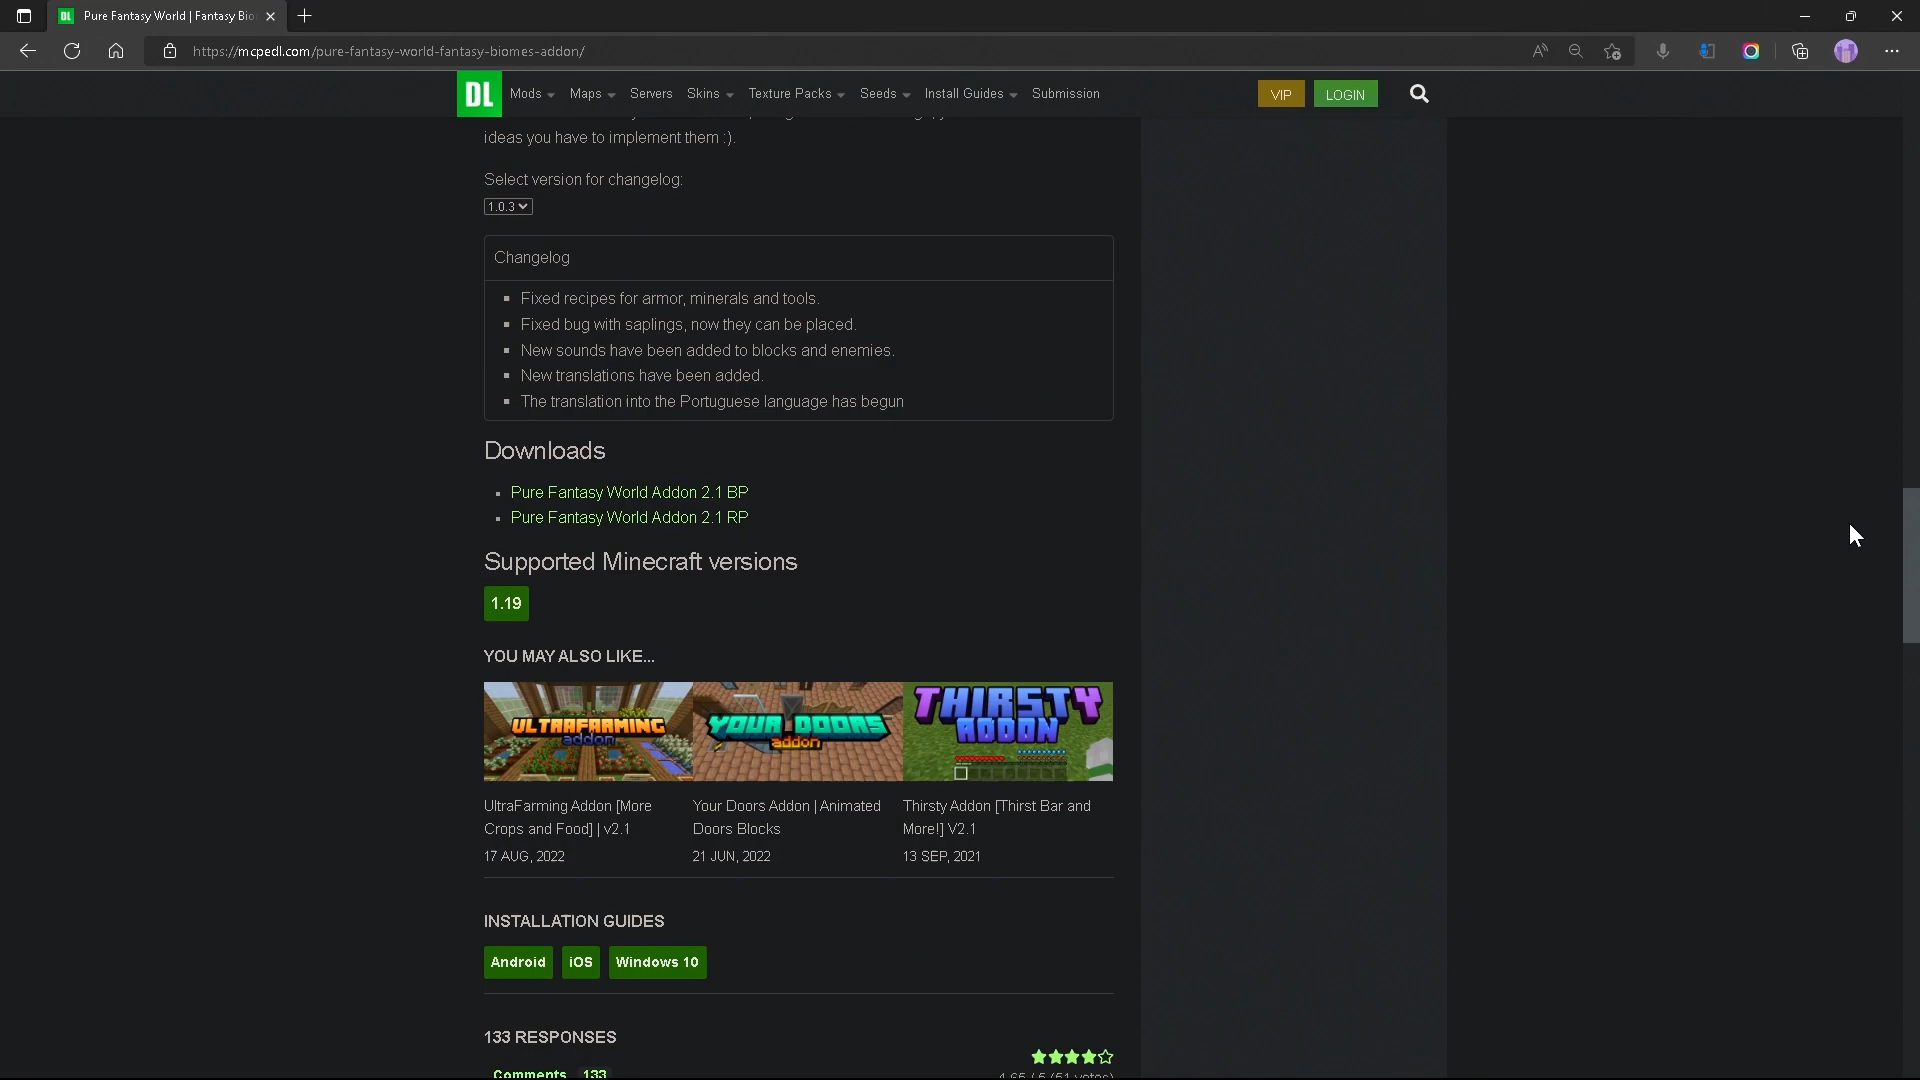 Pure Fantasy World | Fantasy Bio
https://mcpedl.com/pure-fantasy-world-fantasy-biomes-addon/
DL Mods Maps Servers Skins Texture Packs Seeds Install Guides Submission VIP LOGIN
ideas you have to implement them :).
Select version for changelog:
1.0.3
Changelog
Fixed recipes for armor, minerals and tools.
Fixed bug with saplings, now they can be placed.
New sounds have been added to blocks and enemies.
New translations have been added.
The translation into the Portuguese language has begun
Downloads
Pure Fantasy World Addon 2.1 BP
Pure Fantasy World Addon 2.1 RP
Supported Minecraft versions
1.19
YOU MAY ALSO LIKE...
ULTRAFARMING
addon
YOUR DOORS
addon
THIRSTY
ADDON
UltraFarming Addon [More
Crops and Food] | v2.1
17 AUG, 2022
Your Doors Addon | Animated
Doors Blocks
21 JUN, 2022
Thirsty Addon [Thirst Bar and
More!] V2.1
13 SEP, 2021
INSTALLATION GUIDES
Android iOS Windows 10
133 RESPONSES
Comments 133
4.65 / 5 (51 votes)